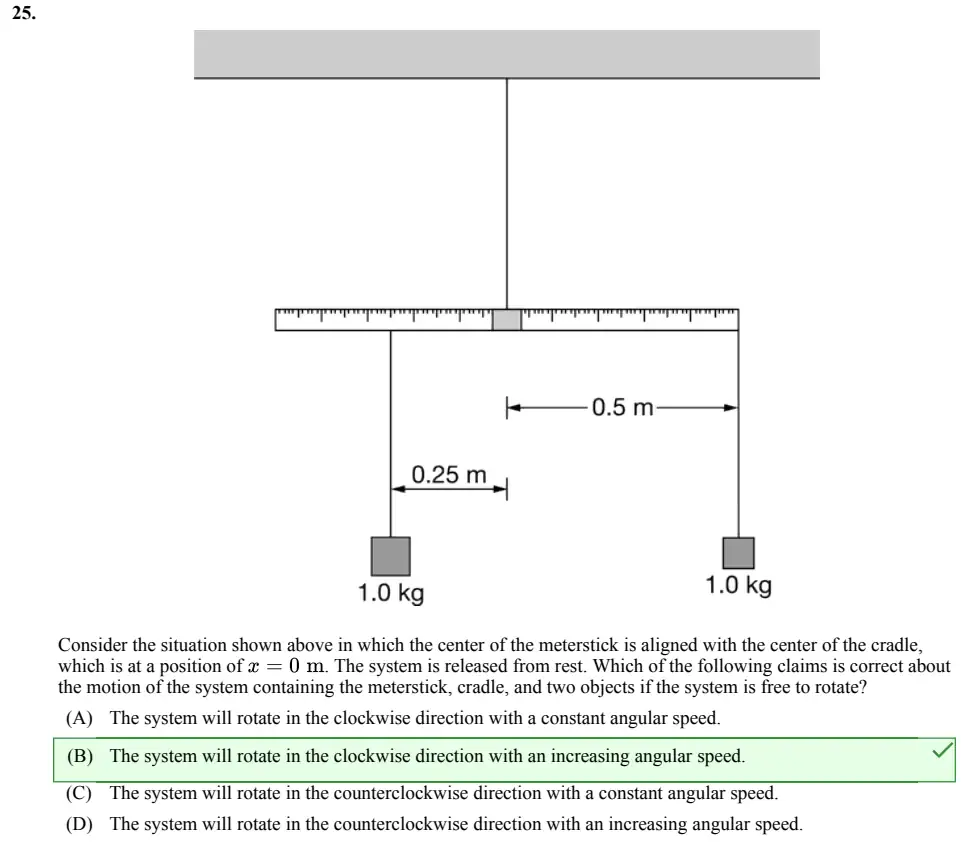 25.
0.5 m
0.25 m
1.0 kg
1.0 kg
Consider the situation shown above in which the center of the meterstick is aligned with the center of the cradle,
which is at a position of x = 0 m. The system is released from rest. Which of the following claims is correct about
the motion of the system containing the meterstick, cradle, and two objects if the system is free to rotate?
(A) The system will rotate in the clockwise direction with a constant angular speed.
(B) The system will rotate in the clockwise direction with an increasing angular speed.
(C) The system will rotate in the counterclockwise direction with a constant angular speed.
(D) The system will rotate in the counterclockwise direction with an increasing angular speed.